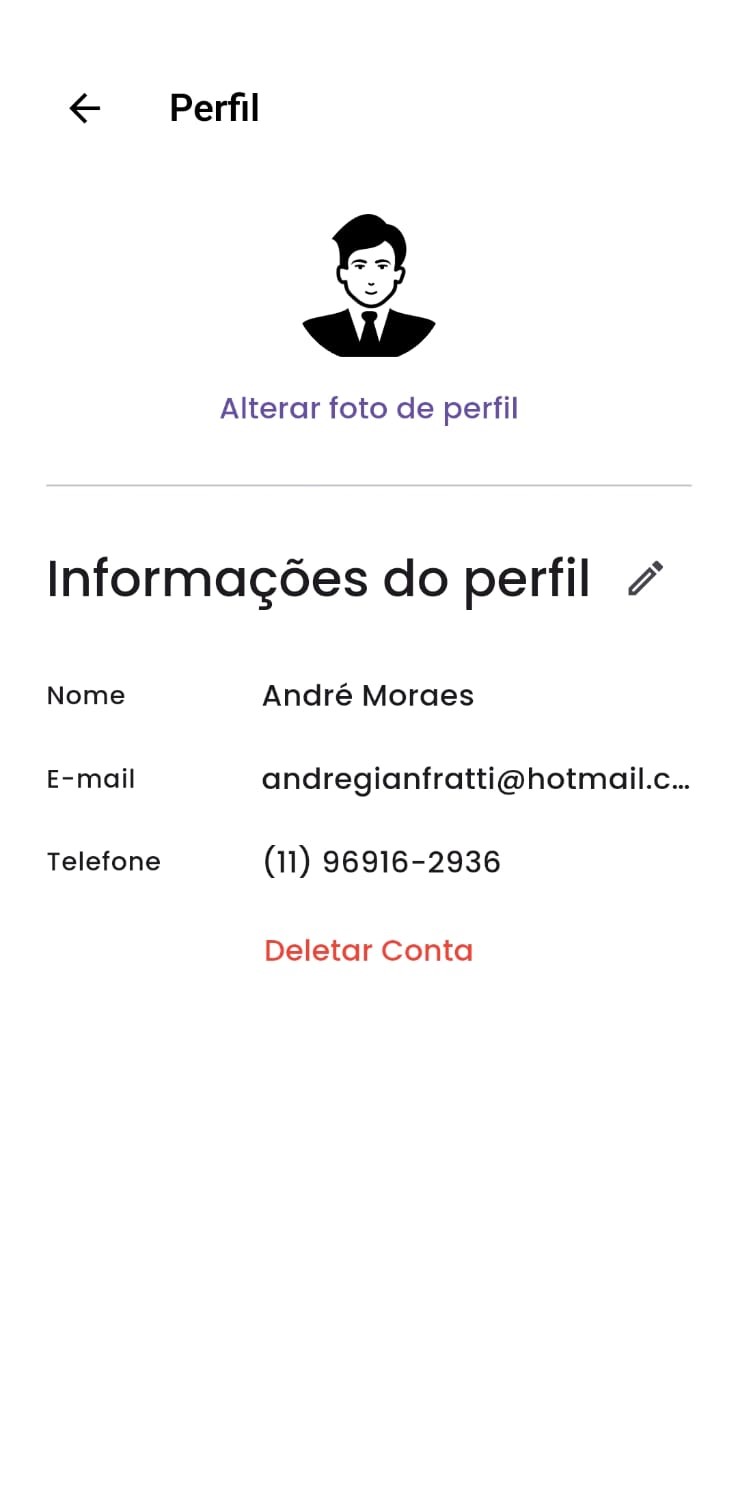 Perfil
Alterar foto de perfil
Informações do perfil
Nome André Moraes
E-mail andregianfratti@hotmail.c...
Telefone (11) 96916-2936
Deletar Conta